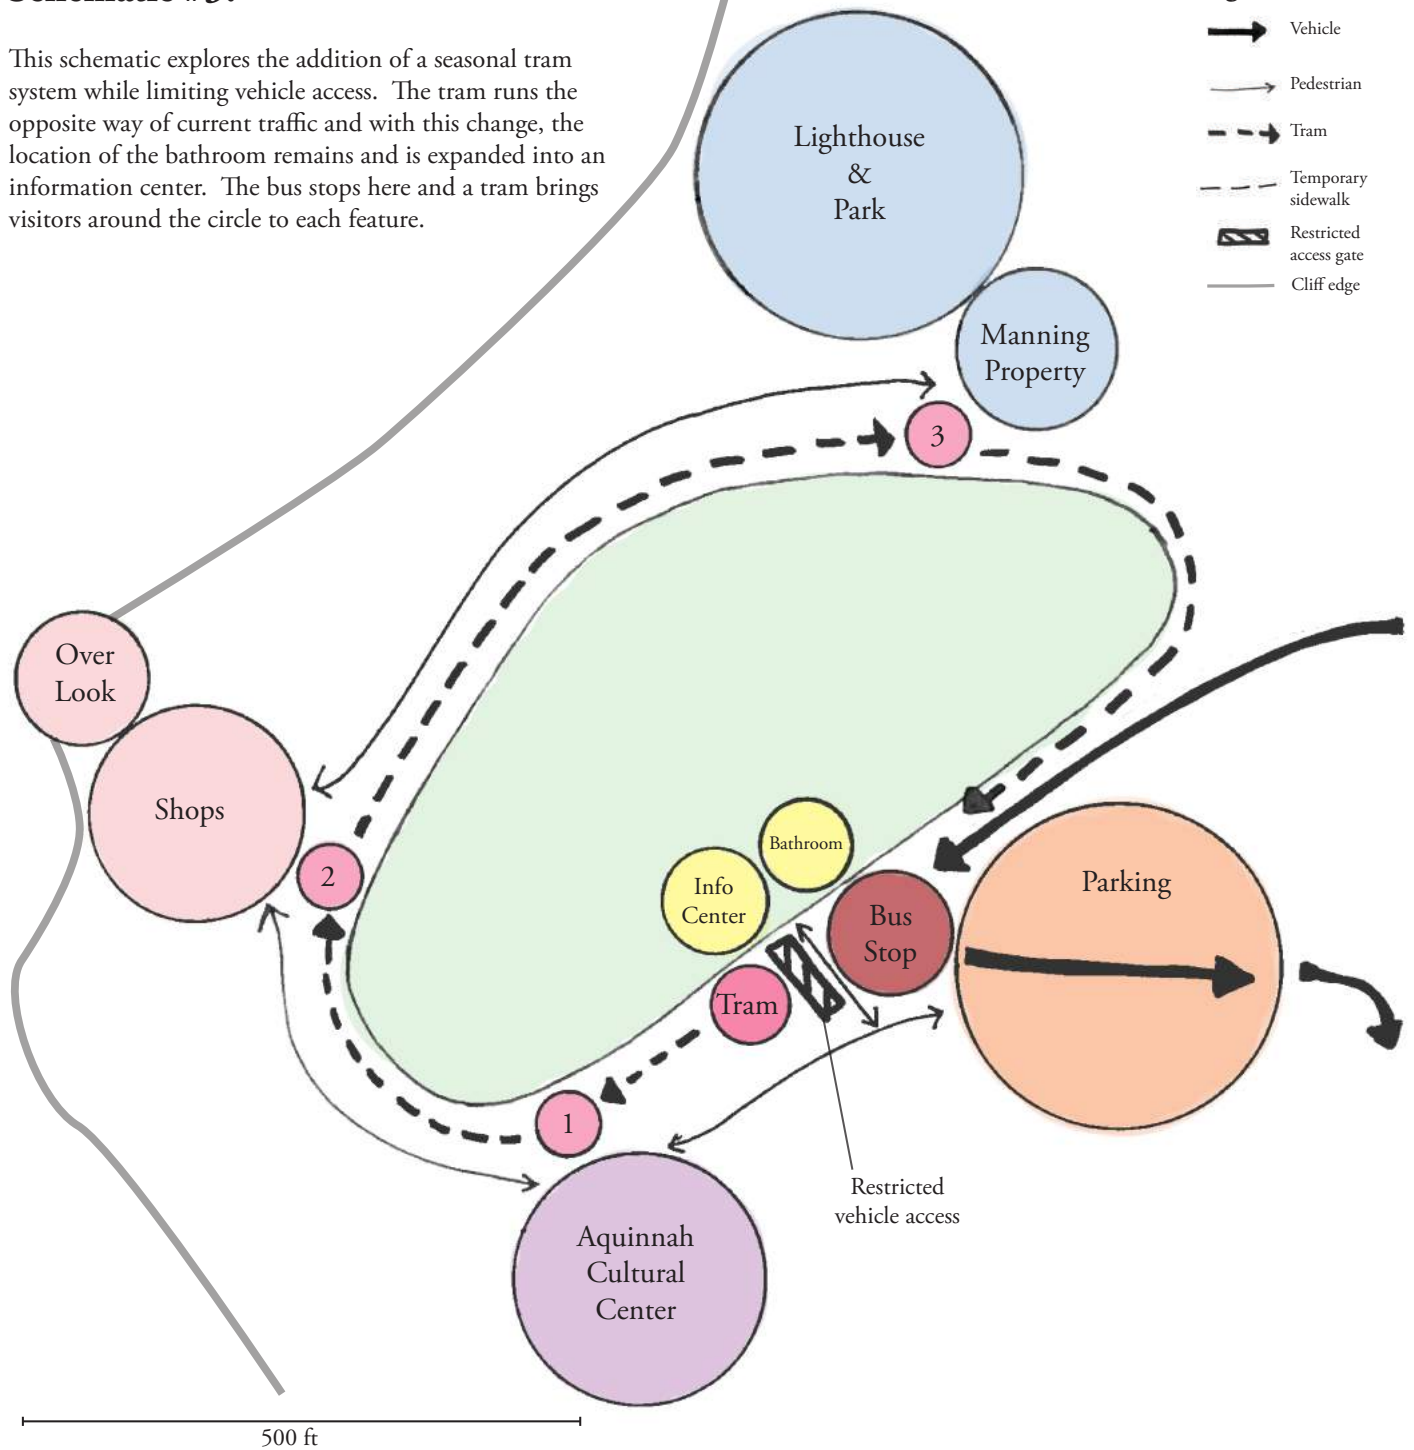 This schematic explores the addition of a seasonal tram
system while limiting vehicle access.  The tram runs the
opposite way of current traffic and with this change, the
location of the bathroom remains and is expanded into an
information center.  The bus stops here and a tram brings
visitors around the circle to each feature.
Vehicle
Pedestrian
Tram
Temporary
sidewalk
Restricted
access gate
Cliff edge
Lighthouse
&
Park
Manning
Property
3
Over
Look
Shops
2
Bathroom
Info
Center
Bus
Stop
Parking
Tram
1
Restricted
vehicle access
Aquinnah
Cultural
Center
500 ft